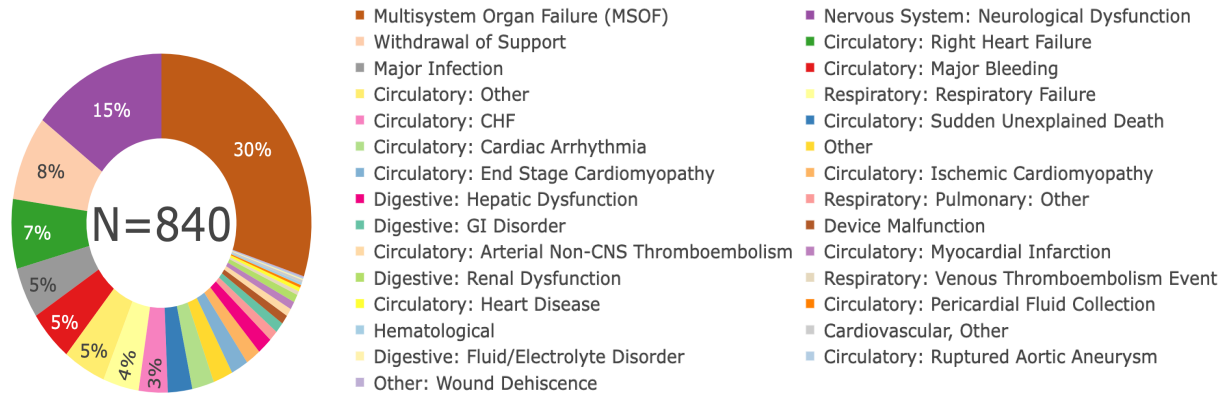 Multisystem Organ Failure (MSOF)
Nervous System: Neurological Dysfunction
Withdrawal of Support
Circulatory: Right Heart Failure
Major Infection
Circulatory: Major Bleeding
Circulatory: Other
Respiratory: Respiratory Failure
Circulatory: CHF
Circulatory: Sudden Unexplained Death
Circulatory: Cardiac Arrhythmia
Other
Circulatory: End Stage Cardiomyopathy
Circulatory: Ischemic Cardiomyopathy
Digestive: Hepatic Dysfunction
Respiratory: Pulmonary: Other
Digestive: GI Disorder
Device Malfunction
Circulatory: Arterial Non-CNS Thromboembolism
Circulatory: Myocardial Infarction
Digestive: Renal Dysfunction
Respiratory: Venous Thromboembolism Event
Circulatory: Heart Disease
Circulatory: Pericardial Fluid Collection
Hematological
Cardiovascular, Other
Digestive: Fluid/Electrolyte Disorder
Circulatory: Ruptured Aortic Aneurysm
Other: Wound Dehiscence
15%
30%
8%
7%
N=840
5%
5%
5%
4%
3%